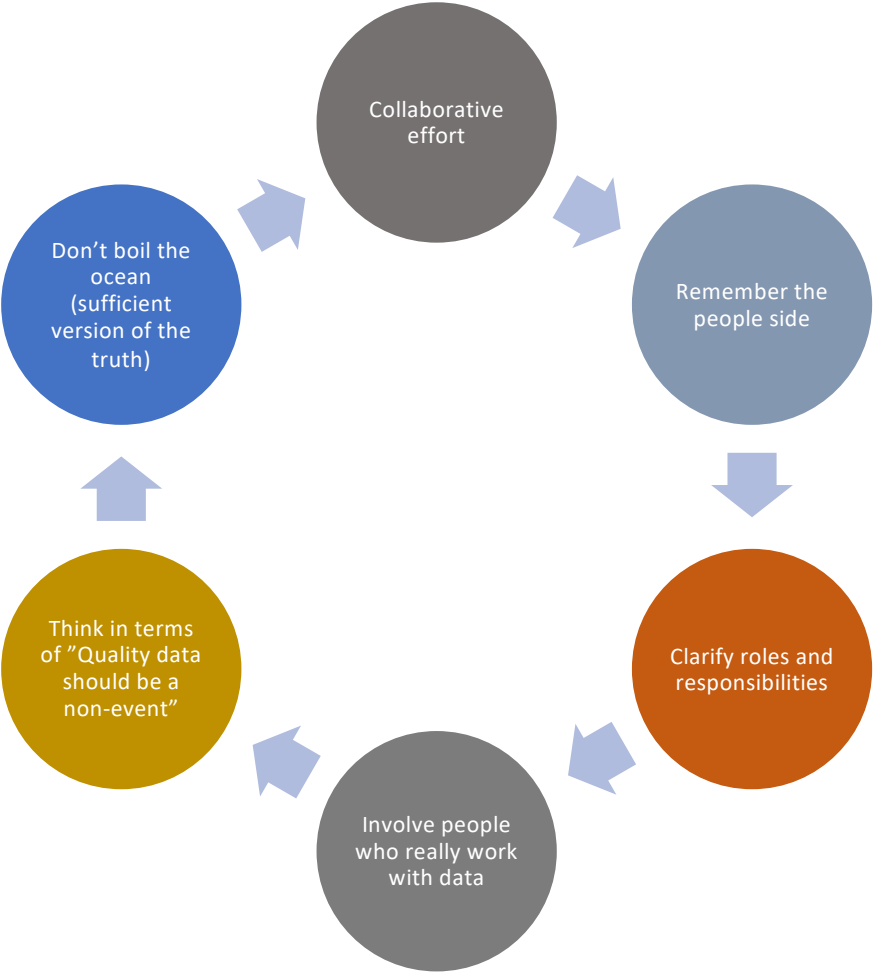 Collaborative
effort
Remember the
people side
Clarify roles and
responsibilities
Involve people
who really work
with data
Think in terms
of ”Quality data
should be a
non-event”
Don’t boil the
ocean
(sufficient
version of the
truth)